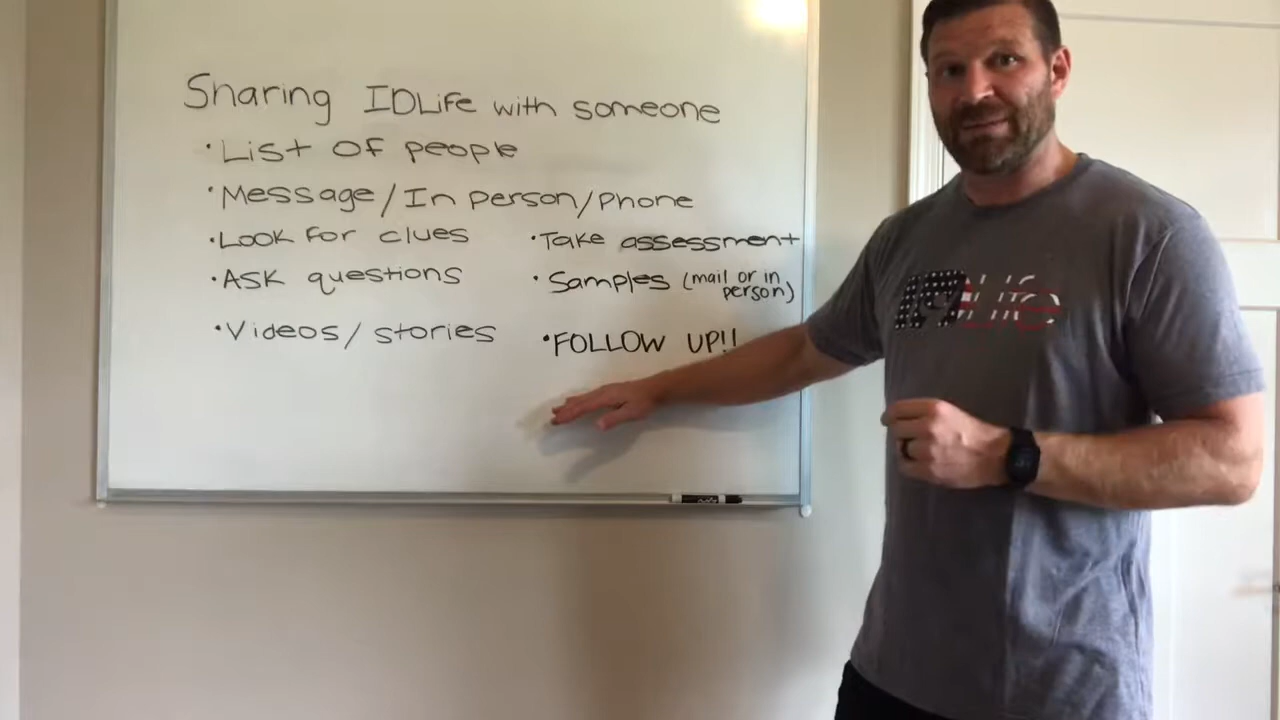 Sharing IDLife with someone
• List of people
• Message/In person/phone
• Look for clues
• Ask questions
• Videos/stories
• Take assessment
• Samples (mail or in
person)
• FOLLOW UP!!
IDLife